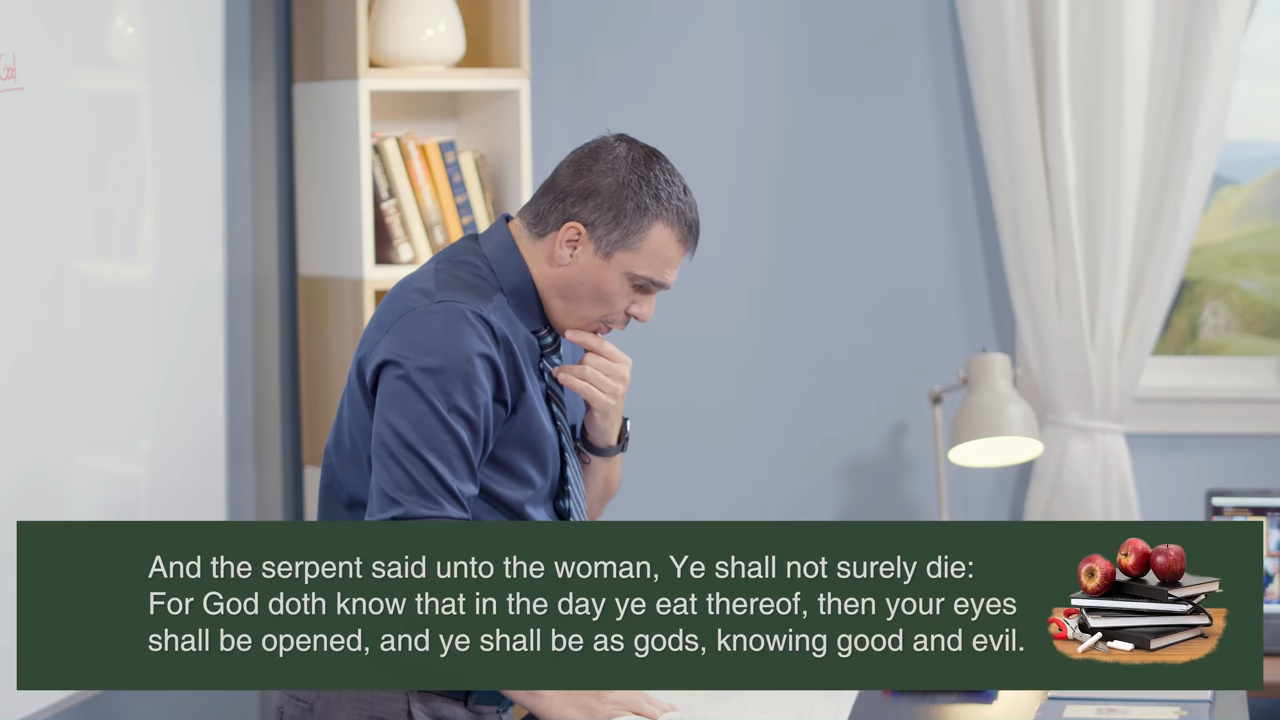 God
And the serpent said unto the woman, Ye shall not surely die:
For God doth know that in the day ye eat thereof, then your eyes
shall be opened, and ye shall be as gods, knowing good and evil.